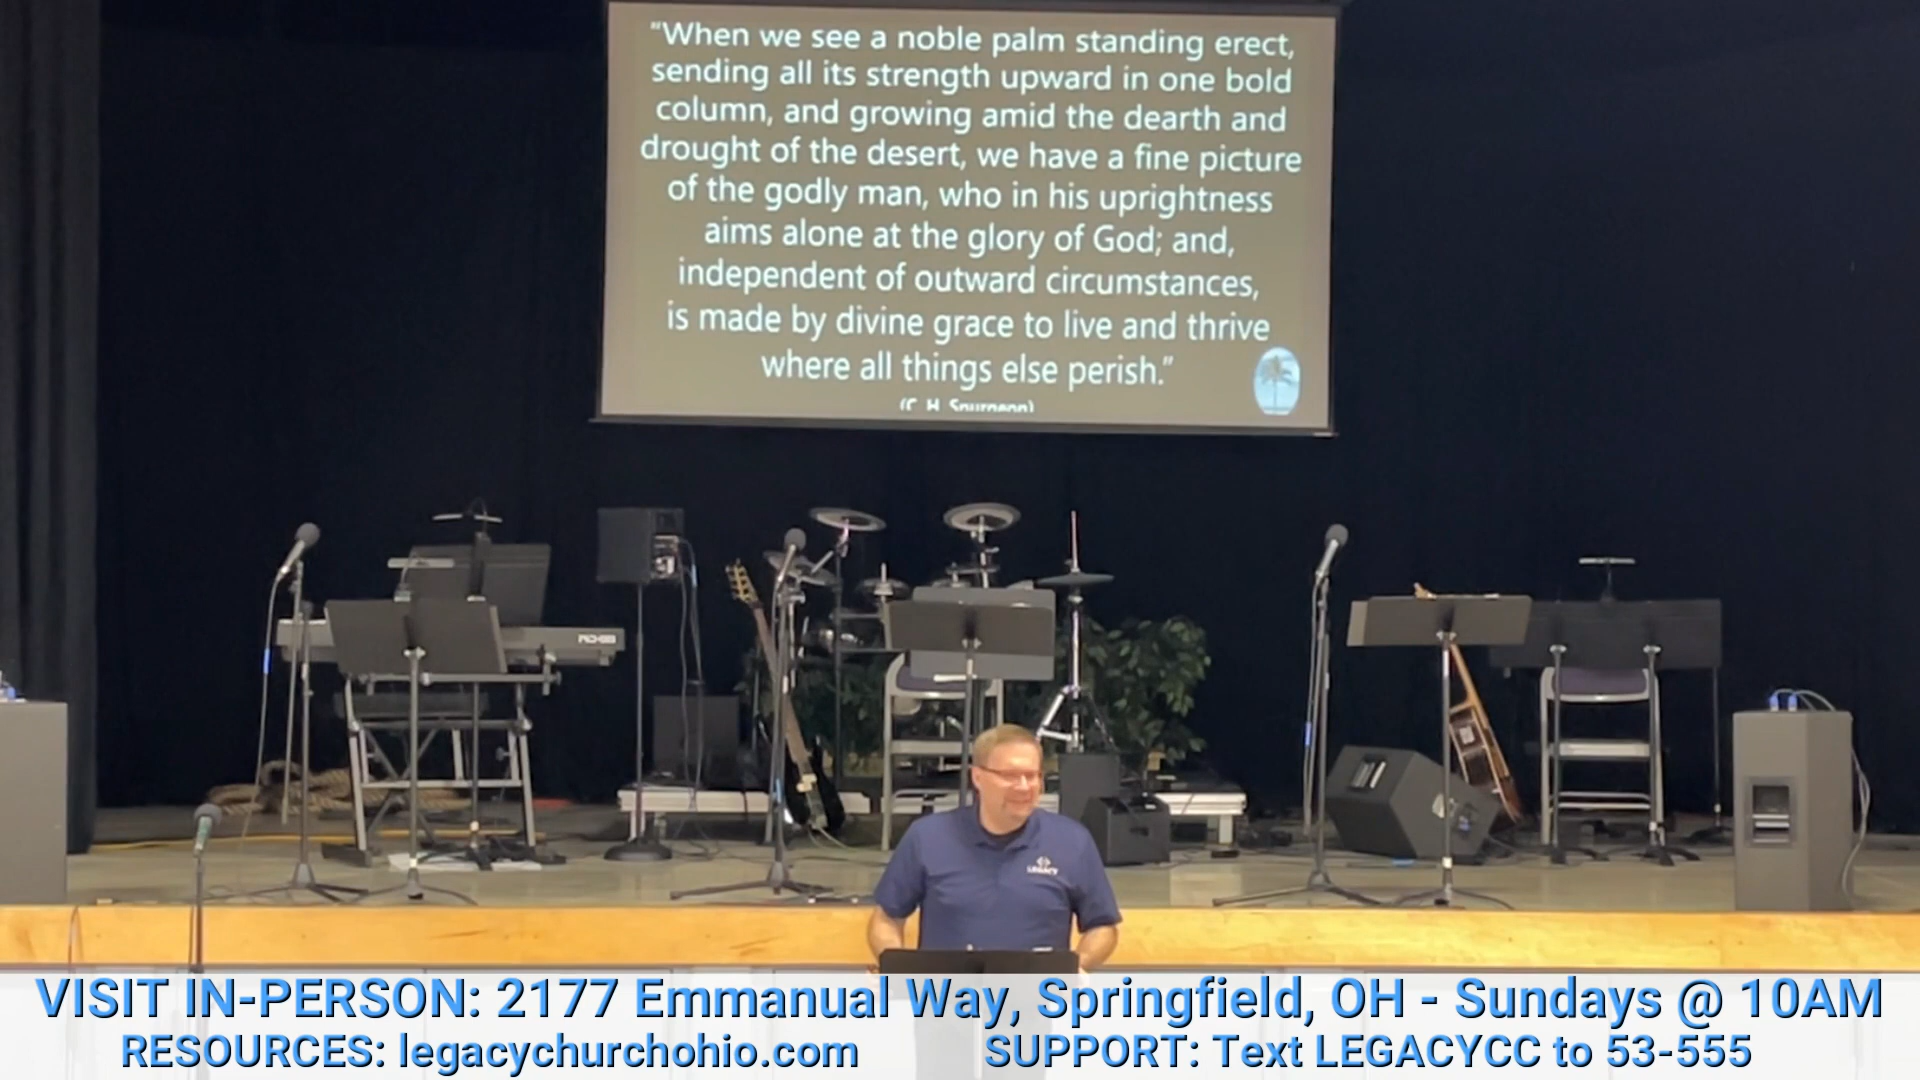 “When we see a noble palm standing erect,
sending all its strength upward in one bold
column, and growing amid the dearth and
drought of the desert, we have a fine picture
of the godly man, who in his uprightness
aims alone at the glory of God; and,
independent of outward circumstances,
is made by divine grace to live and thrive
where all things else perish.”
(C. H. Spurgeon)
LEGACY
VISIT IN-PERSON: 2177 Emmanual Way, Springfield, OH - Sundays @ 10AM
RESOURCES: legacychurchohio.com SUPPORT: Text LEGACYCC to 53-555